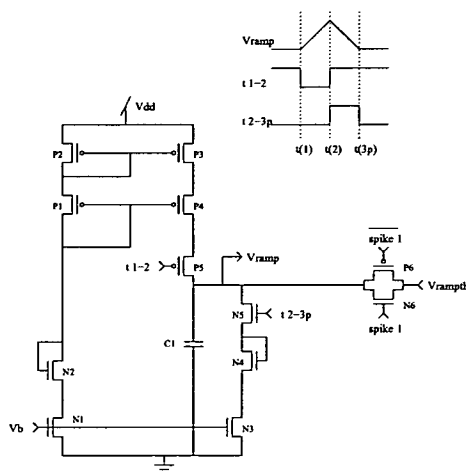 Vramp
t 1-2
t 2-3p
t(1) t(2) t(3p)
Vdd
P2 P3
P1 P4
t 1-2 P5
Vramp
spike 1
P6
Vrampth
N6
spike 1
N5 t 2-3p
C1
N4
N2
Vb N1 N3